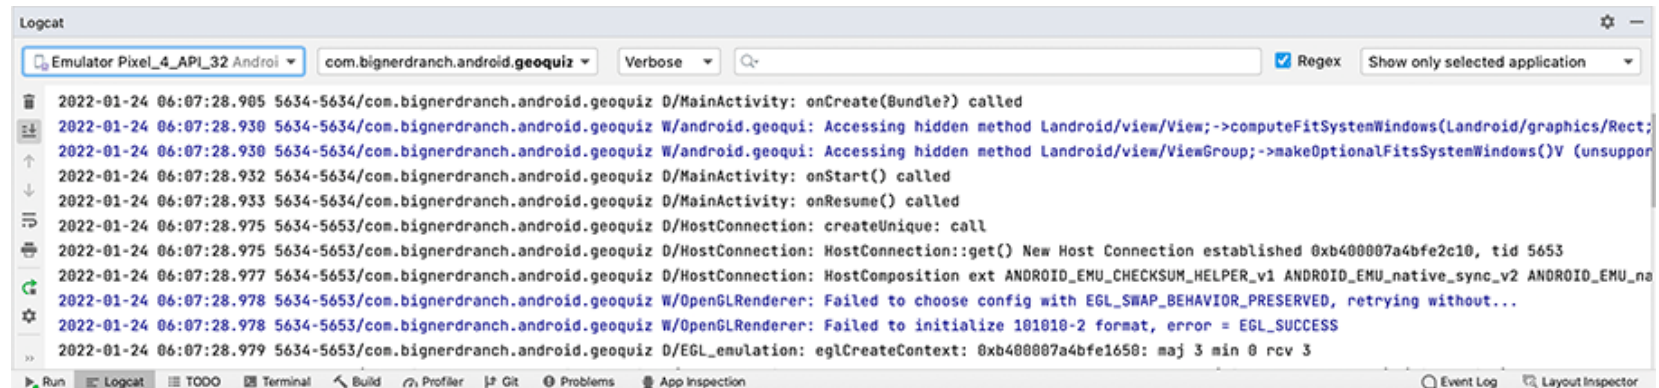 Logcat
Emulator Pixel_4_API_32 Androi com.bignerdranch.android.geoquiz Verbose Regex Show only selected application
2022-01-24 06:07:28.905 5634-5634/com.bignerdranch.android.geoquiz D/MainActivity: onCreate(Bundle?) called
2022-01-24 06:07:28.930 5634-5634/com.bignerdranch.android.geoquiz W/android.geoqui: Accessing hidden method Landroid/view/View;->computeFitSystemWindows(Landroid/graphics/Rect;
2022-01-24 06:07:28.930 5634-5634/com.bignerdranch.android.geoquiz W/android.geoqui: Accessing hidden method Landroid/view/ViewGroup;->makeOptionalFitsSystemWindows()V (unsuppor
2022-01-24 06:07:28.932 5634-5634/com.bignerdranch.android.geoquiz D/MainActivity: onStart() called
2022-01-24 06:07:28.933 5634-5634/com.bignerdranch.android.geoquiz D/MainActivity: onResume() called
2022-01-24 06:07:28.975 5634-5653/com.bignerdranch.android.geoquiz D/HostConnection: createUnique: call
2022-01-24 06:07:28.975 5634-5653/com.bignerdranch.android.geoquiz D/HostConnection: HostConnection::get() New Host Connection established 0xb400007a4bfe2c10, tid 5653
2022-01-24 06:07:28.977 5634-5653/com.bignerdranch.android.geoquiz D/HostConnection: HostComposition ext ANDROID_EMU_CHECKSUM_HELPER_v1 ANDROID_EMU_native_sync_v2 ANDROID_EMU_na
2022-01-24 06:07:28.978 5634-5653/com.bignerdranch.android.geoquiz W/OpenGLRenderer: Failed to choose config with EGL_SWAP_BEHAVIOR_PRESERVED, retrying without...
2022-01-24 06:07:28.978 5634-5653/com.bignerdranch.android.geoquiz W/OpenGLRenderer: Failed to initialize 101010-2 format, error = EGL_SUCCESS
2022-01-24 06:07:28.979 5634-5653/com.bignerdranch.android.geoquiz D/EGL_emulation: eglCreateContext: 0xb400007a4bfe1650: maj 3 min 0 rcv 3
Run Logcat TODO Terminal Build Profiler Git Problems App Inspection Event Log Layout Inspector